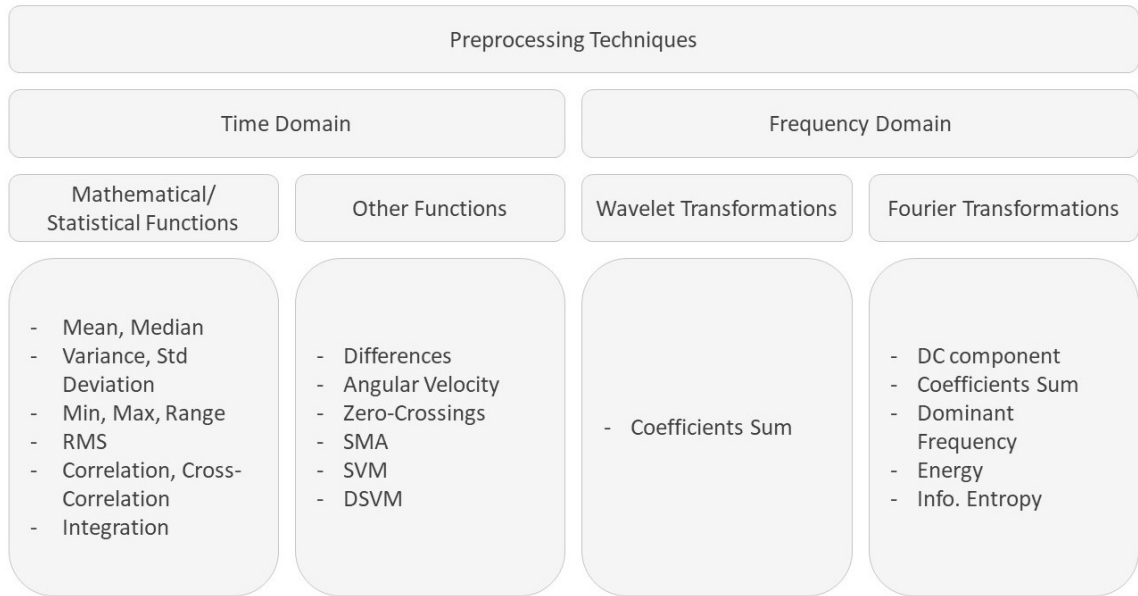 Preprocessing Techniques
Time Domain
Frequency Domain
Mathematical/
Statistical Functions
Other Functions
Wavelet Transformations
Fourier Transformations
- Mean, Median
- Variance, Std
Deviation
- Min, Max, Range
- RMS
- Correlation, Cross-
Correlation
- Integration
- Differences
- Angular Velocity
- Zero-Crossings
- SMA
- SVM
- DSVM
- Coefficients Sum
- DC component
- Coefficients Sum
- Dominant
Frequency
- Energy
- Info. Entropy